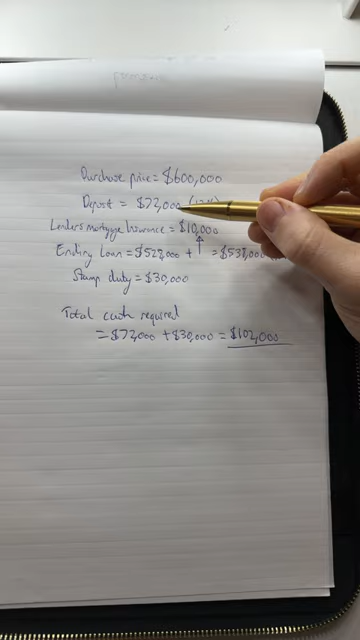 Purchase price = $600,000
Deposit = $72,000 (12%)
Lenders mortgage Insurance = $10,000
Ending Loan = $528,000 + ↑ = $538,000
Stamp duty = $30,000
Total cash required
= $72,000 + $30,000 = $102,000